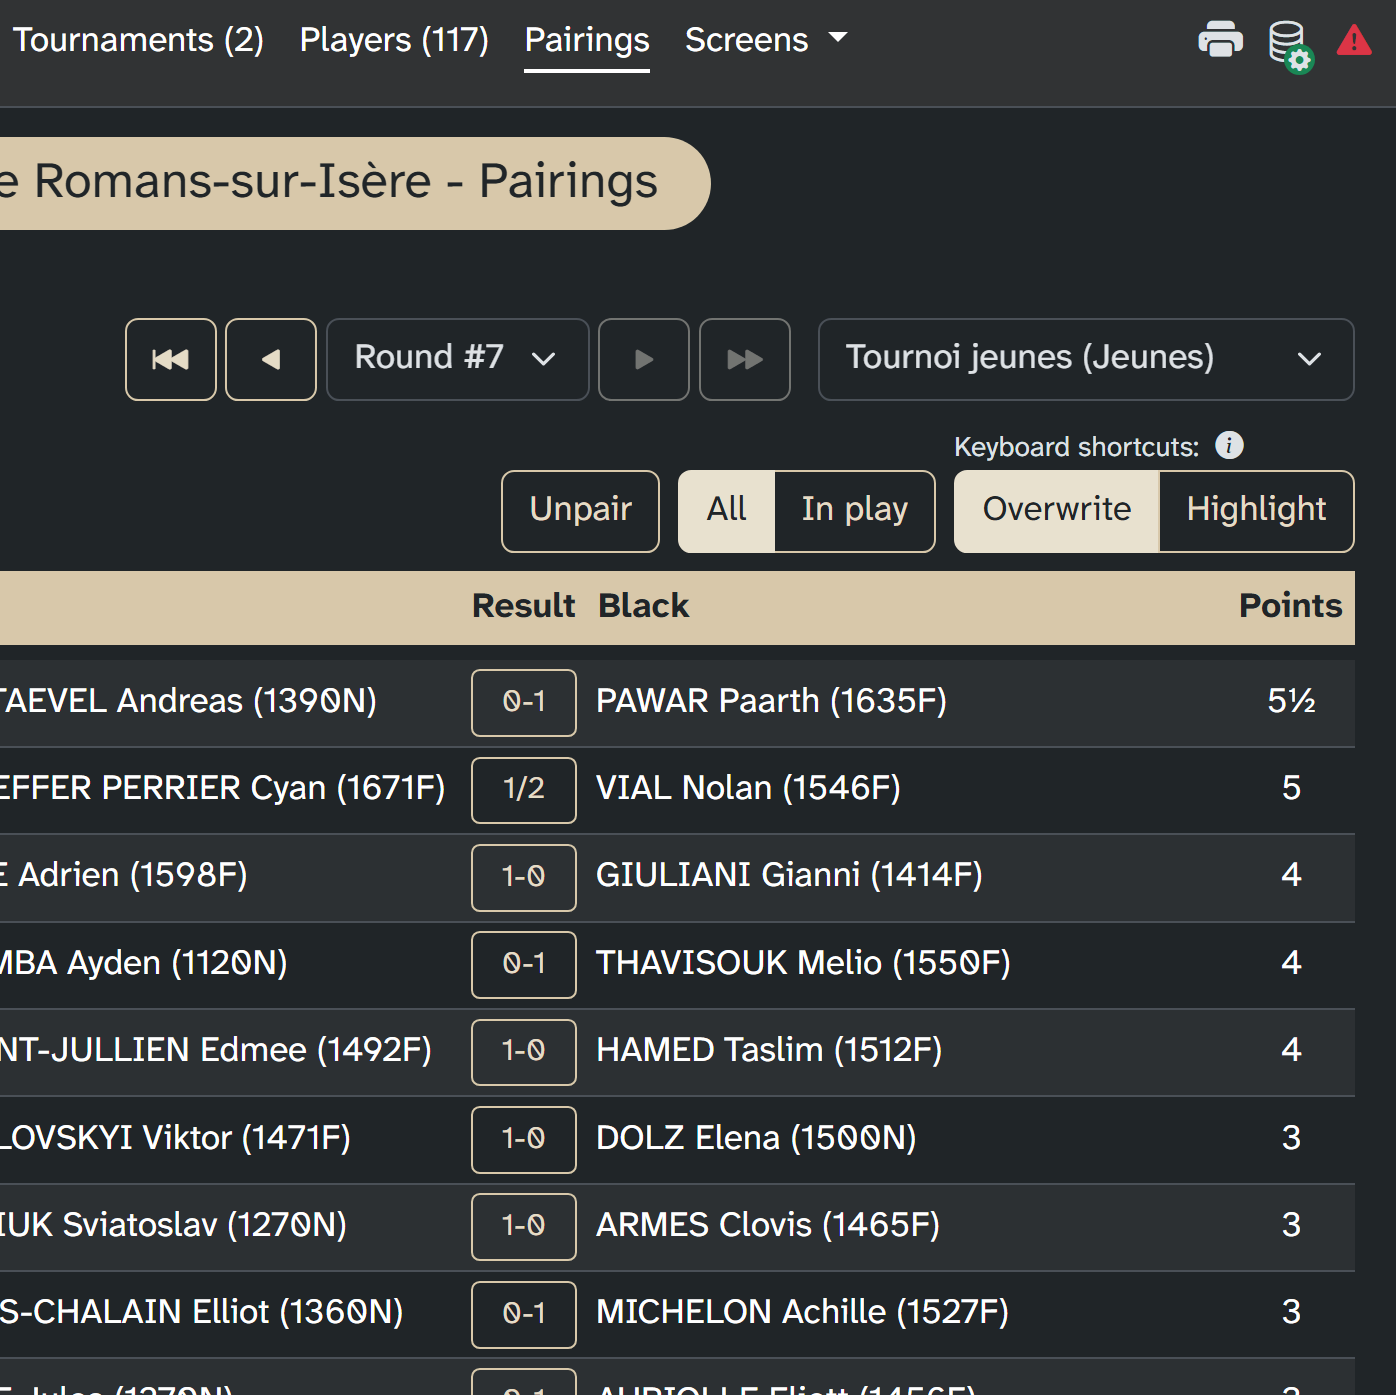 Tournaments (2) Players (117) Pairings Screens
e Romans-sur-Isère - Pairings
Round #7 Tournoi jeunes (Jeunes)
Keyboard shortcuts: i
Unpair All In play Overwrite Highlight
Result Black Points
TAEVEL Andreas (1390N) 0-1 PAWAR Paarth (1635F) 5½
EFFER PERRIER Cyan (1671F) 1/2 VIAL Nolan (1546F) 5
E Adrien (1598F) 1-0 GIULIANI Gianni (1414F) 4
MBA Ayden (1120N) 0-1 THAVISOUK Melio (1550F) 4
NT-JULLIEN Edmee (1492F) 1-0 HAMED Taslim (1512F) 4
LOVSKYI Viktor (1471F) 1-0 DOLZ Elena (1500N) 3
IUK Sviatoslav (1270N) 1-0 ARMES Clovis (1465F) 3
S-CHALAIN Elliot (1360N) 0-1 MICHELON Achille (1527F) 3